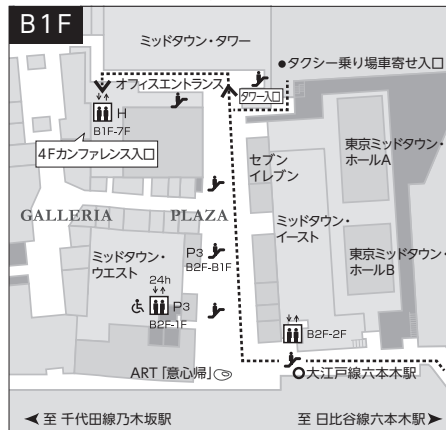 B1F
ミッドタウン・タワー
●タクシー乗り場車寄せ入口
オフィスエントランス
タワー入口
H
B1F-7F
4Fカンファレンス入口
セブン
イレブン
東京ミッドタウン・
ホールA
GALLERIA
PLAZA
ミッドタウン・
イースト
ミッドタウン・
ウエスト
P3
B2F-B1F
東京ミッドタウン・
ホールB
24h
P3
B2F-1F
B2F-2F
ART「意心帰」
大江戸線六本木駅
至 千代田線乃木坂駅
至 日比谷線六本木駅